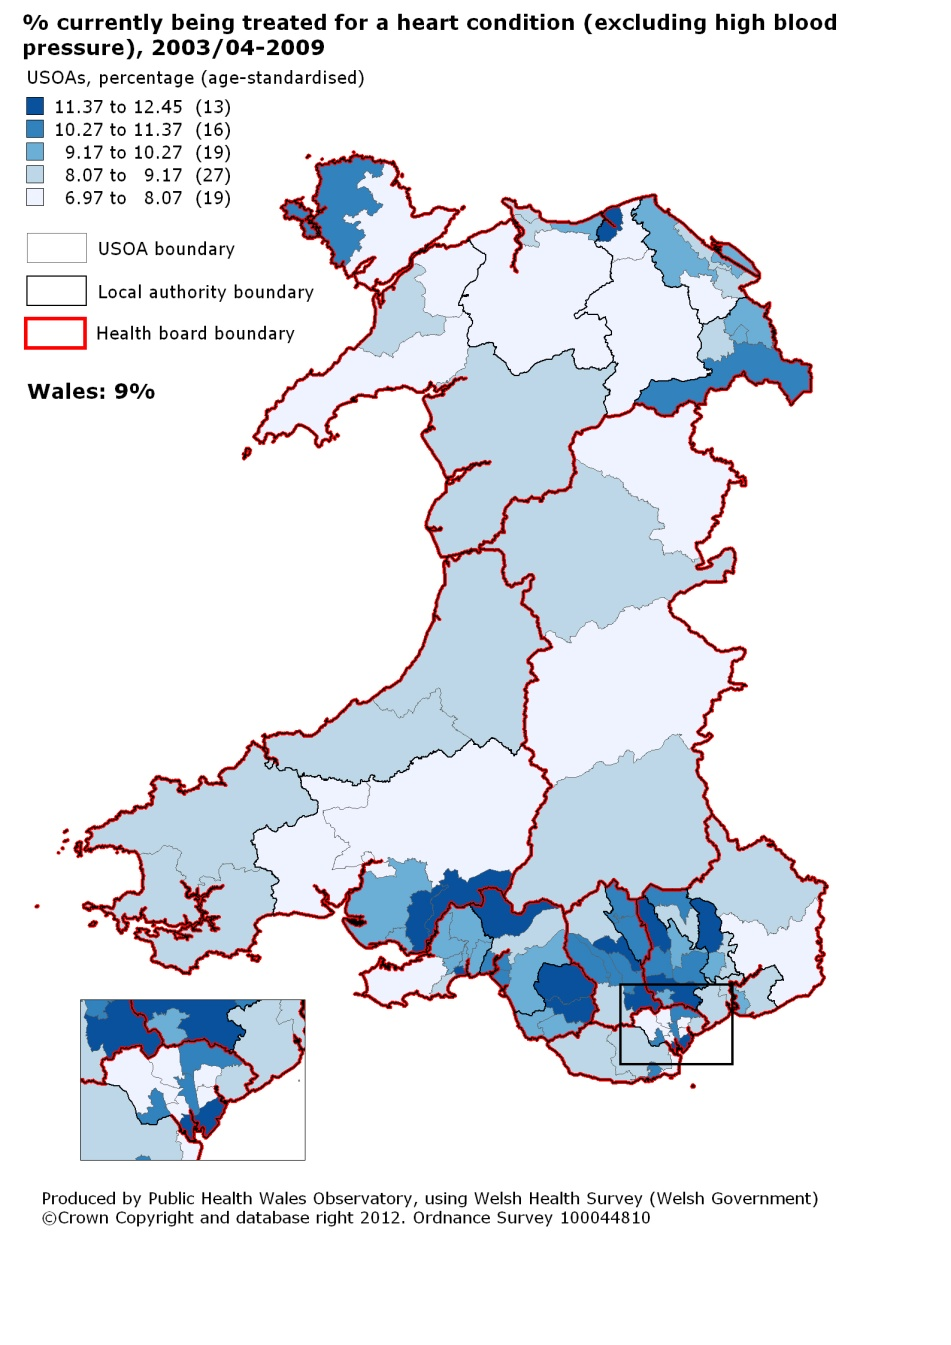 % currently being treated for a heart condition (excluding high blood
pressure), 2003/04-2009
USOAs, percentage (age-standardised)
11.37 to 12.45 (13)
10.27 to 11.37 (16)
9.17 to 10.27 (19)
8.07 to 9.17 (27)
6.97 to 8.07 (19)
USOA boundary
Local authority boundary
Health board boundary
Wales: 9%
Produced by Public Health Wales Observatory, using Welsh Health Survey (Welsh Government)
©Crown Copyright and database right 2012. Ordnance Survey 100044810